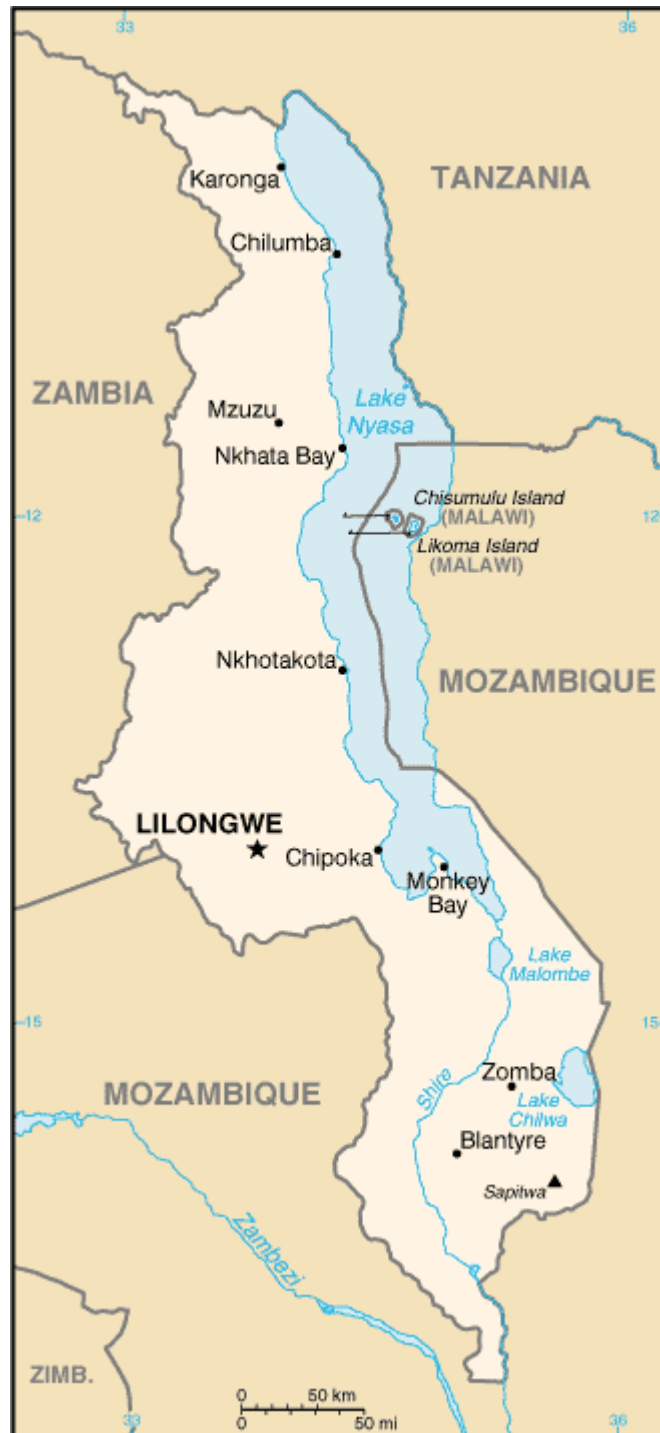 33
36
Karonga
TANZANIA
Chilumba
ZAMBIA
Mzuzu
Lake
Nyasa
Nkhata Bay
Chisumulu Island
(MALAWI)
12
12
Likoma Island
(MALAWI)
Nkhotakota
MOZAMBIQUE
LILONGWE
Chipoka
Monkey
Bay
Lake
Malombe
15
15
Zomba
Shire
MOZAMBIQUE
Lake
Chilwa
Blantyre
Sapitwa
Zambezi
ZIMB.
0 50 km
0 50 mi
33
36